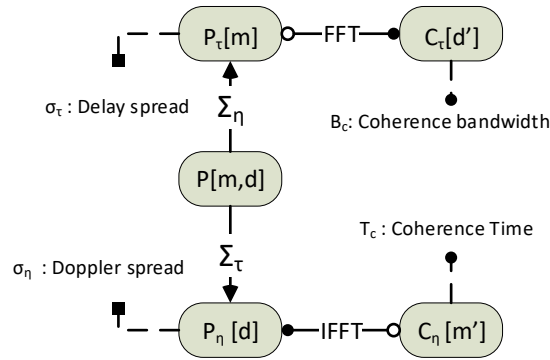 Pτ[m] FFT Cτ[d’]
στ : Delay spread
Ση
Bc: Coherence bandwidth
P[m,d]
Tc : Coherence Time
Στ
ση : Doppler spread
Pη [d] IFFT Cη [m’]